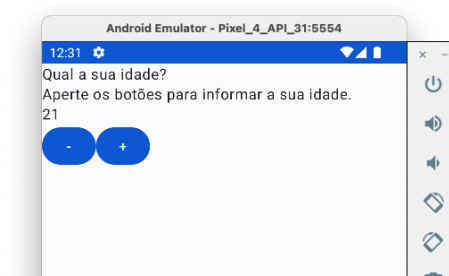 Android Emulator - Pixel_4_API_31:5554
12:31
Qual a sua idade?
Aperte os botões para informar a sua idade.
21
- +